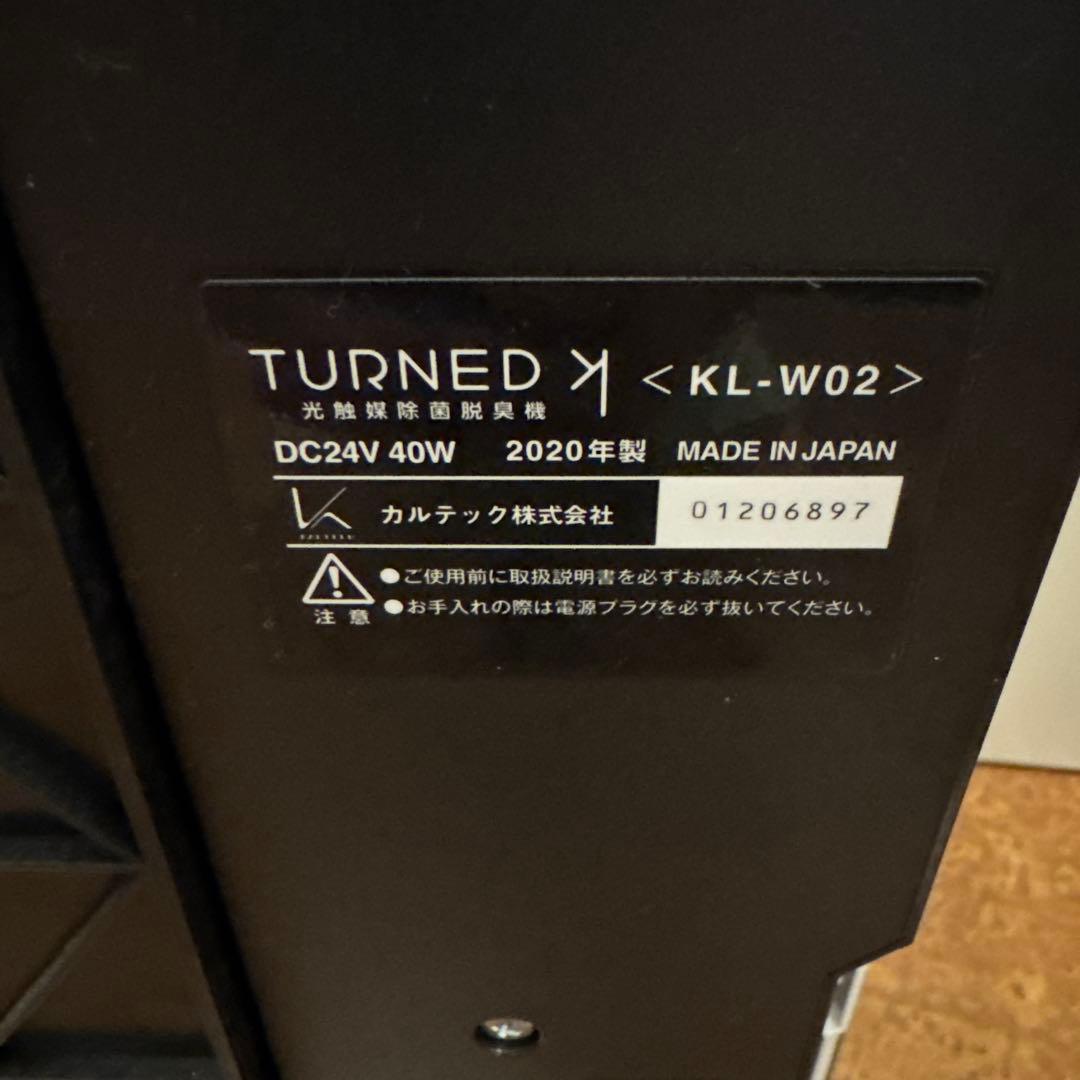 TURNED K <KL-W02>
光触媒除菌脱臭機
DC24V 40W 2020年製 MADE IN JAPAN
カルテック株式会社 01206897
●ご使用前に取扱説明書を必ずお読みください。
●お手入れの際は電源プラグを必ず抜いてください。
注意